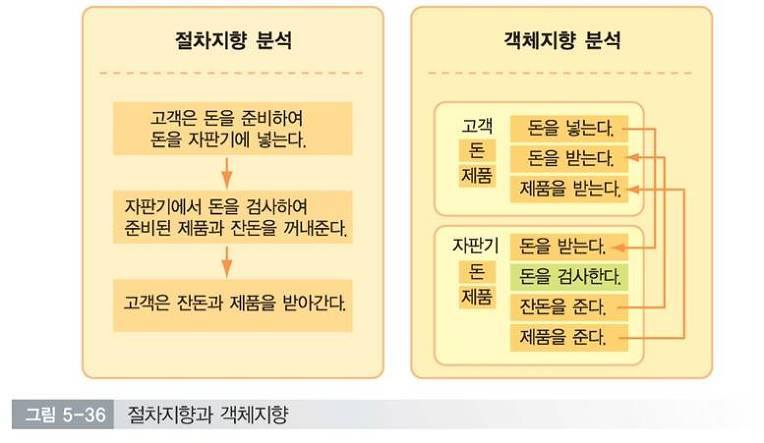 절차지향 분석
고객은 돈을 준비하여
돈을 자판기에 넣는다.
자판기에서 돈을 검사하여
준비된 제품과 잔돈을 꺼내준다.
고객은 잔돈과 제품을 받아간다.
객체지향 분석
고객
돈
제품
돈을 넣는다.
돈을 받는다.
제품을 받는다.
자판기
돈
제품
돈을 받는다.
돈을 검사한다.
잔돈을 준다.
제품을 준다.
그림 5-36 절차지향과 객체지향